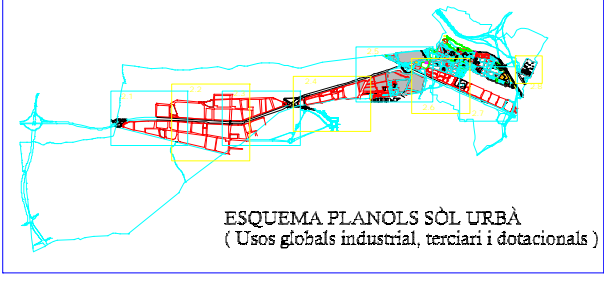 ESQUEMA PLANOLS SÒL URBÀ
( Usos globals industrial, terciari i dotacionals )